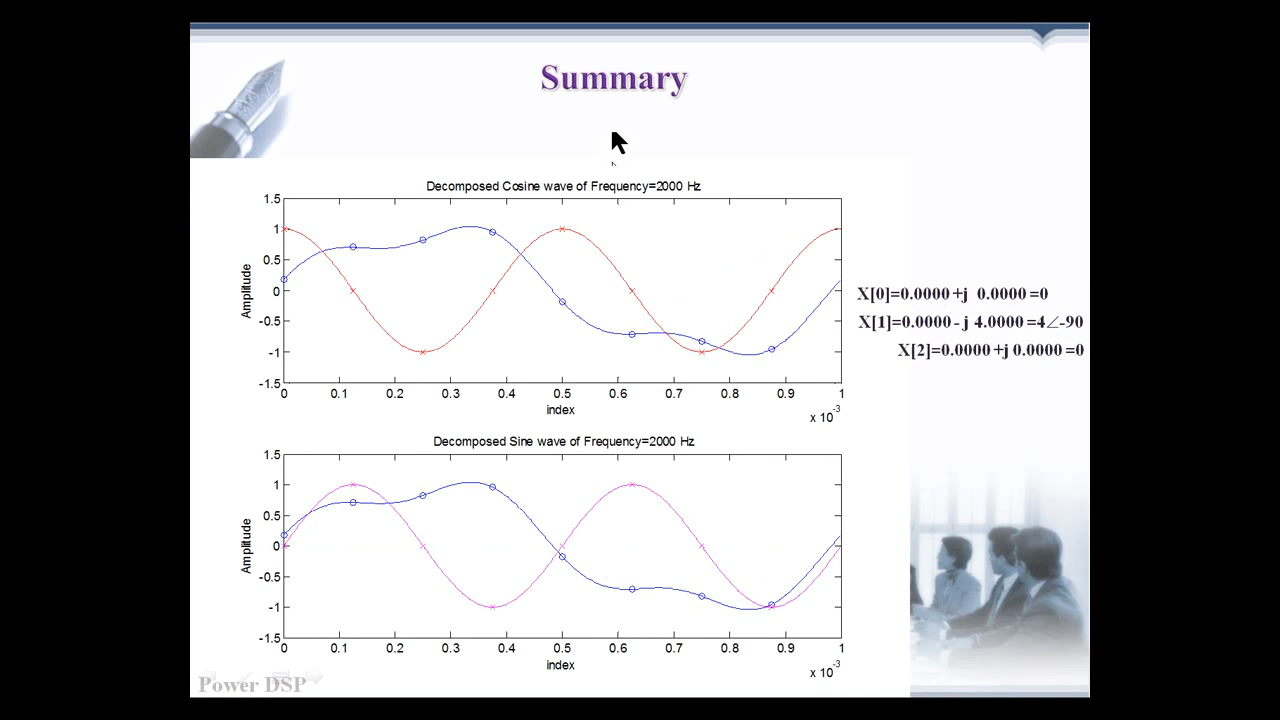 Summary
Decomposed Cosine wave of Frequency=2000 Hz
1.5
1
0.5
0
-0.5
-1
-1.5
Amplitude
0 0.1 0.2 0.3 0.4 0.5 0.6 0.7 0.8 0.9 1
index
x 10^-3
X[0]=0.0000 +j 0.0000 =0
X[1]=0.0000 - j 4.0000 =4∠-90
X[2]=0.0000 +j 0.0000 =0
Decomposed Sine wave of Frequency=2000 Hz
1.5
1
0.5
0
-0.5
-1
-1.5
Amplitude
0 0.1 0.2 0.3 0.4 0.5 0.6 0.7 0.8 0.9 1
index
x 10^-3
Power DSP